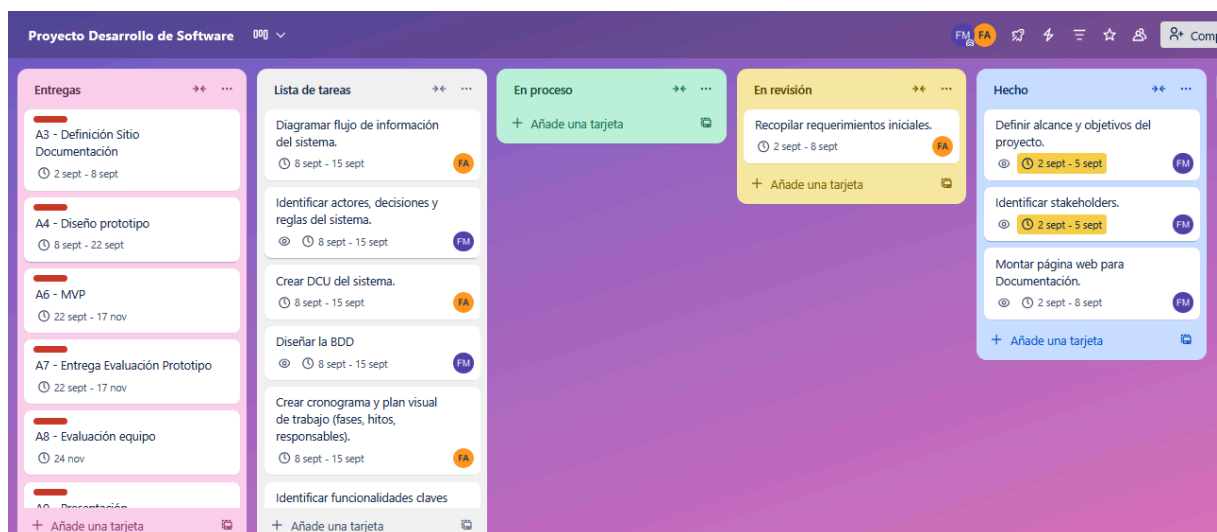 Proyecto Desarrollo de Software
FM FA
Comp
Entregas
A3 - Definición Sitio
Documentación
2 sept - 8 sept
A4 - Diseño prototipo
8 sept - 22 sept
A6 - MVP
22 sept - 17 nov
A7 - Entrega Evaluación Prototipo
22 sept - 17 nov
A8 - Evaluación equipo
24 nov
A9 - Presentación
+ Añade una tarjeta
Lista de tareas
Diagramar flujo de información
del sistema.
8 sept - 15 sept
FA
Identificar actores, decisiones y
reglas del sistema.
8 sept - 15 sept
FM
Crear DCU del sistema.
8 sept - 15 sept
FA
Diseñar la BDD
8 sept - 15 sept
FM
Crear cronograma y plan visual
de trabajo (fases, hitos,
responsables).
8 sept - 15 sept
FA
Identificar funcionalidades claves
+ Añade una tarjeta
En proceso
+ Añade una tarjeta
En revisión
Recopilar requerimientos iniciales.
2 sept - 8 sept
FA
+ Añade una tarjeta
Hecho
Definir alcance y objetivos del
proyecto.
2 sept - 5 sept
FM
Identificar stakeholders.
2 sept - 5 sept
FM
Montar página web para
Documentación.
2 sept - 8 sept
FM
+ Añade una tarjeta